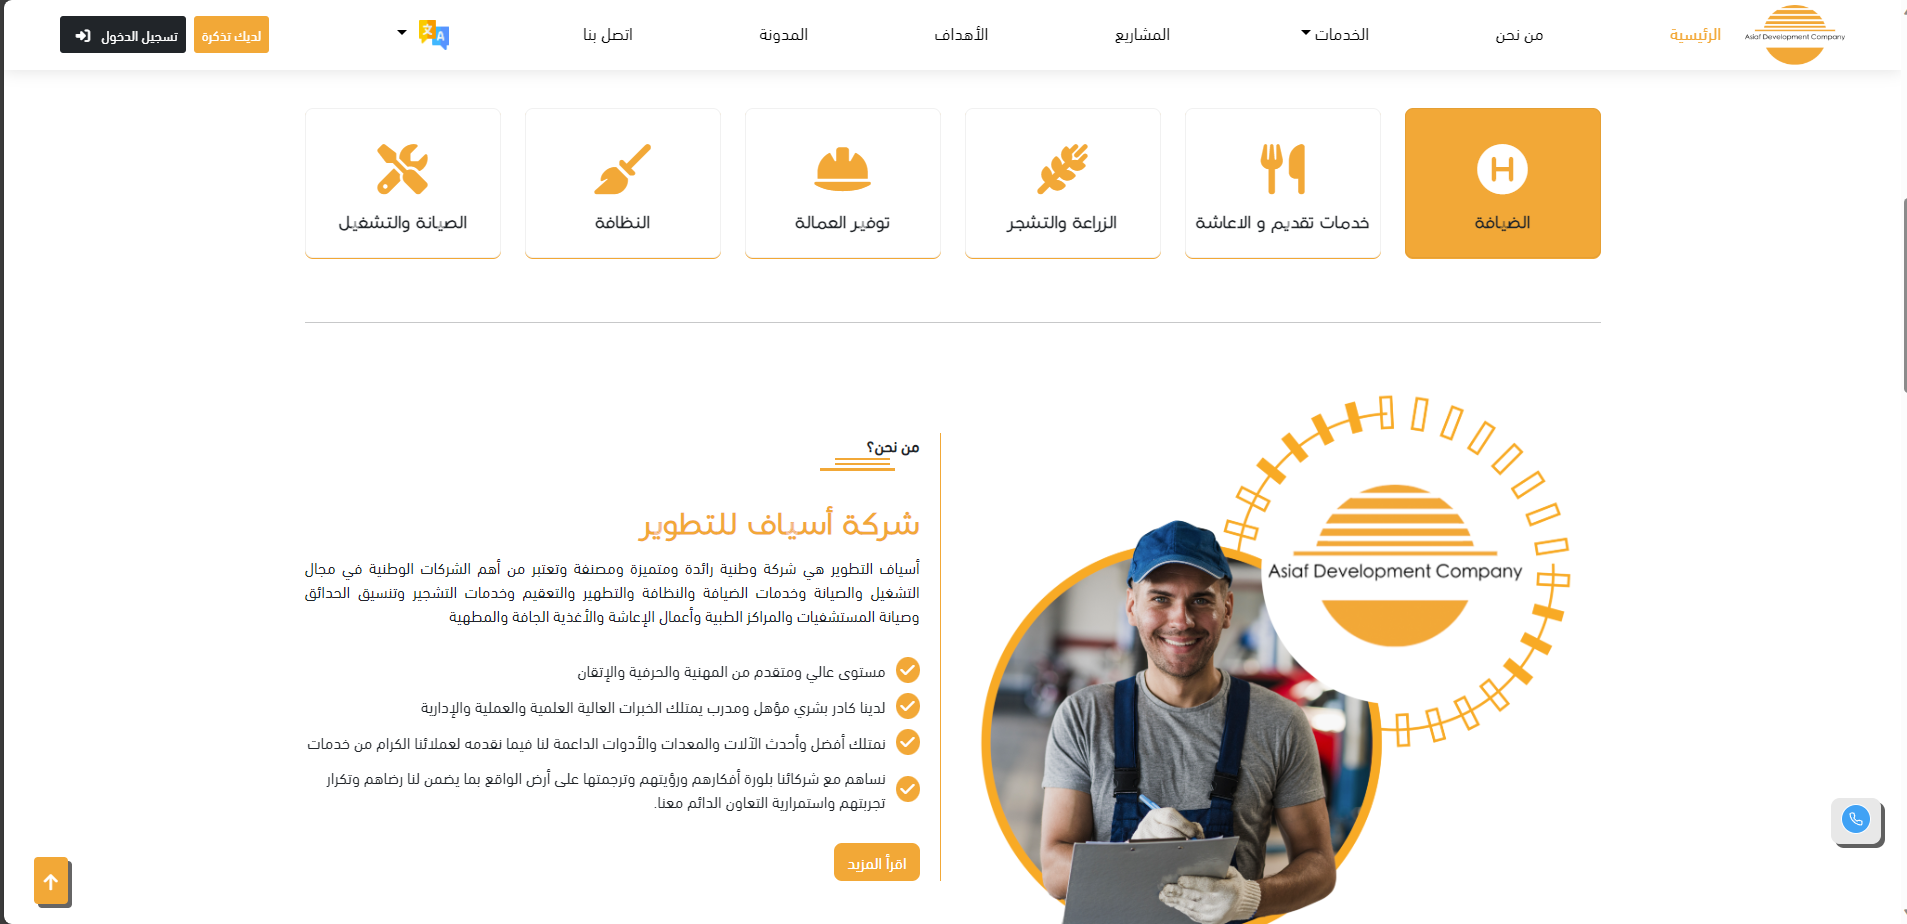 Asiaf Development Company
الرئيسية
من نحن
الخدمات
المشاريع
الأهداف
المدونة
اتصل بنا
لديك تذكرة
تسجيل الدخول
الضيافة
خدمات تقديم و الاعاشة
الزراعة والتشجر
توفير العمالة
النظافة
الصيانة والتشغيل
Asiaf Development Company
من نحن؟
شركة أسياف للتطوير
أسياف التطوير هي شركة وطنية رائدة ومتميزة ومصنفة وتعتبر من أهم الشركات الوطنية في مجال
التشغيل والصيانة وخدمات الضيافة والنظافة والتطهير والتعقيم وخدمات التشجير وتنسيق الحدائق
وصيانة المستشفيات والمراكز الطبية وأعمال الإعاشة والأغذية الجافة والمطهية
مستوى عالي ومتقدم من المهنية والحرفية والإتقان
لدينا كادر بشري مؤهل ومدرب يمتلك الخبرات العالية العلمية والعملية والإدارية
نمتلك أفضل وأحدث الآلات والمعدات والأدوات الداعمة لنا فيما نقدمه لعملائنا الكرام من خدمات
نساهم مع شركائنا بلورة أفكارهم ورؤيتهم وترجمتها على أرض الواقع بما يضمن لنا رضاهم وتكرار
تجربتهم واستمرارية التعاون الدائم معنا.
اقرأ المزيد